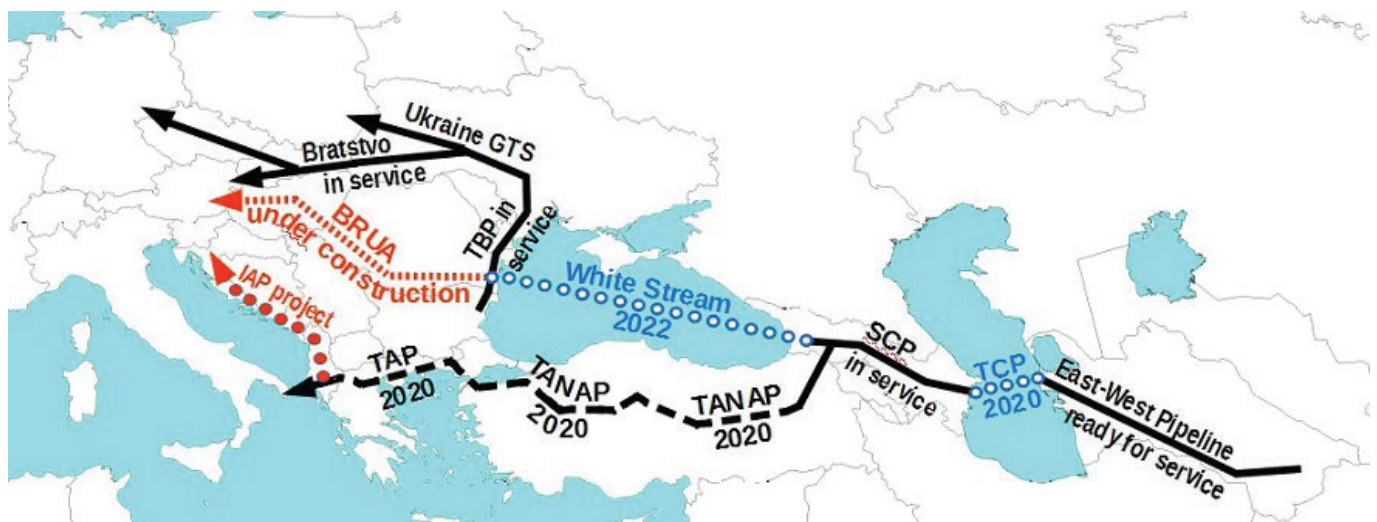 Ukraine GTS
Bratstvo
in service
TBP in
service
BRUA
under construction
IAP project
White Stream
2022
SCP
in service
TCP
2020
East-West Pipeline
ready for service
TAP
2020
TANAP
2020
TANAP
2020